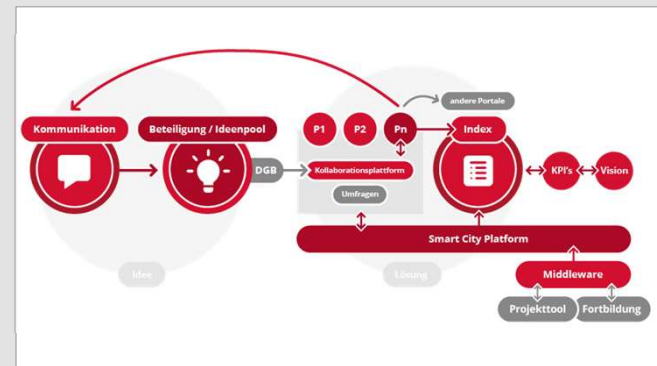 andere Portale
Kommunikation
Beteiligung / Ideenpool
P1
P2
Pn
Index
DGB
Kollaborationsplattform
KPI's
Vision
Umfragen
Smart City Platform
Idee
Lösung
Middleware
Projekttool
Fortbildung